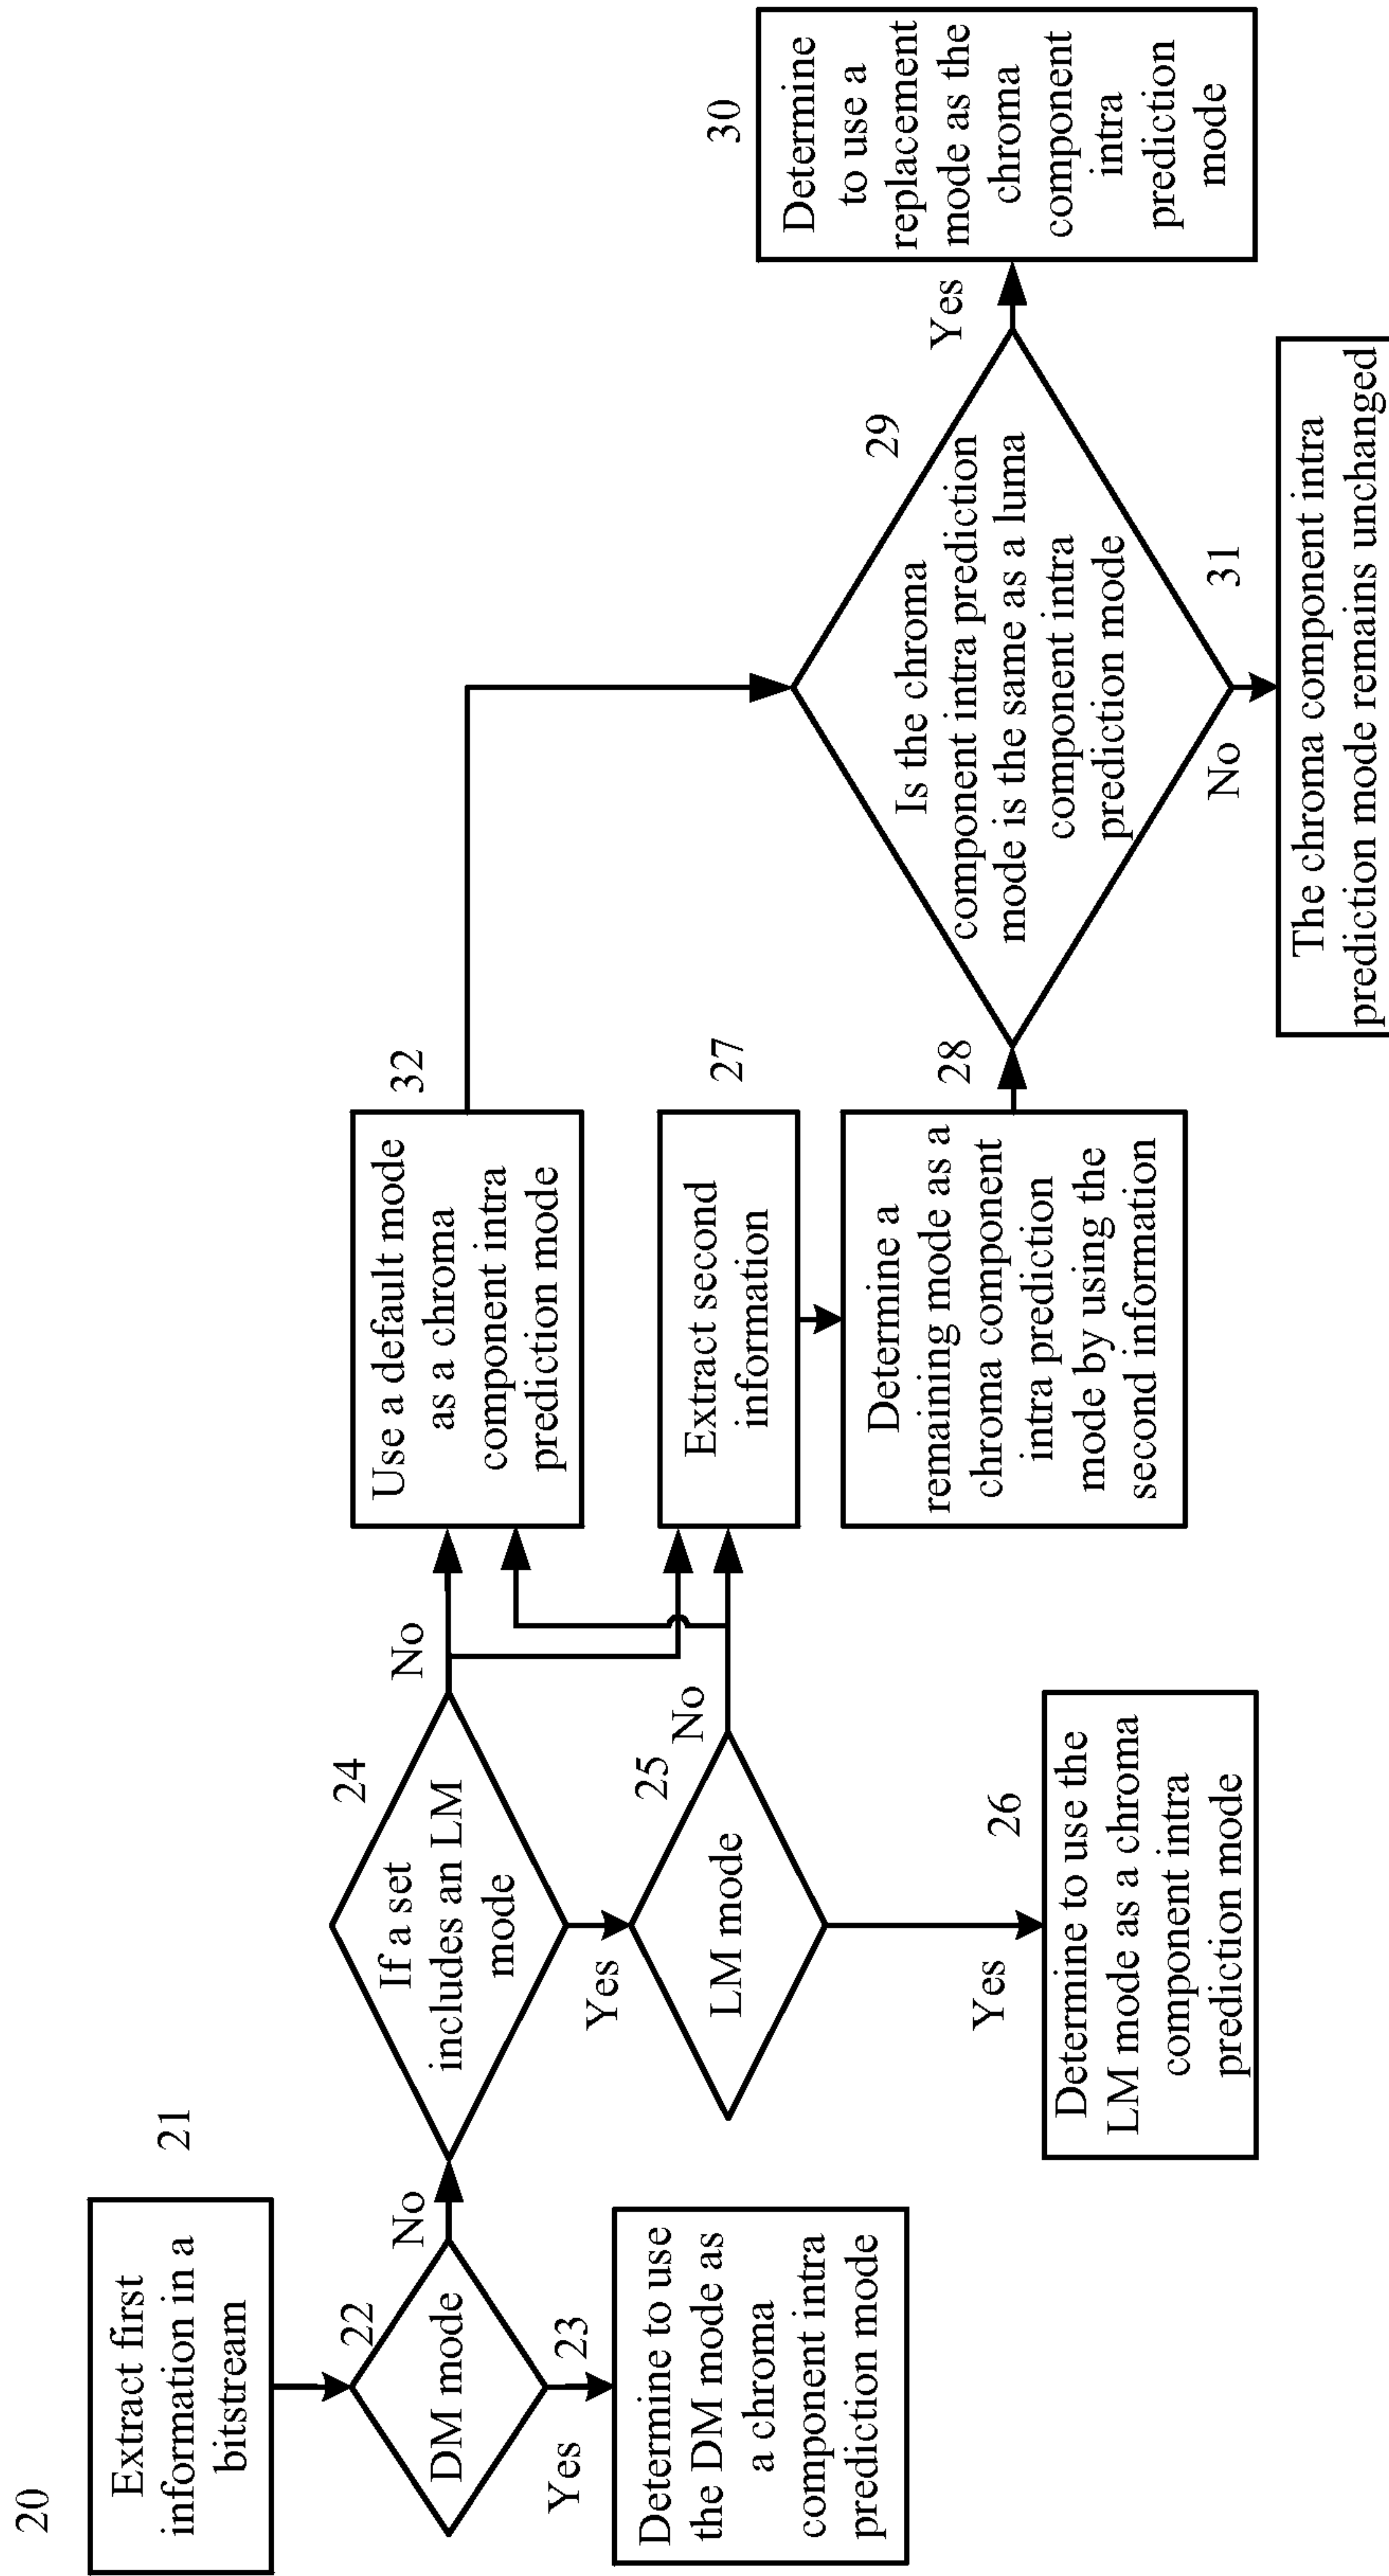 20
21
Extract first
information in a
bitstream
22
DM mode
No
Yes
23
Determine to use
the DM mode as
a chroma
component intra
prediction mode
24
If a set
includes an LM
mode
No
Yes
25
LM mode
No
Yes
26
Determine to use the
LM mode as a chroma
component intra
prediction mode
32
Use a default mode
as a chroma
component intra
prediction mode
27
Extract second
information
28
Determine a
remaining mode as a
chroma component
intra prediction
mode by using the
second information
29
Is the chroma
component intra prediction
mode is the same as a luma
component intra
prediction mode
Yes
No
30
Determine
to use a
replacement
mode as the
chroma
component
intra
prediction
mode
31
The chroma component intra
prediction mode remains unchanged